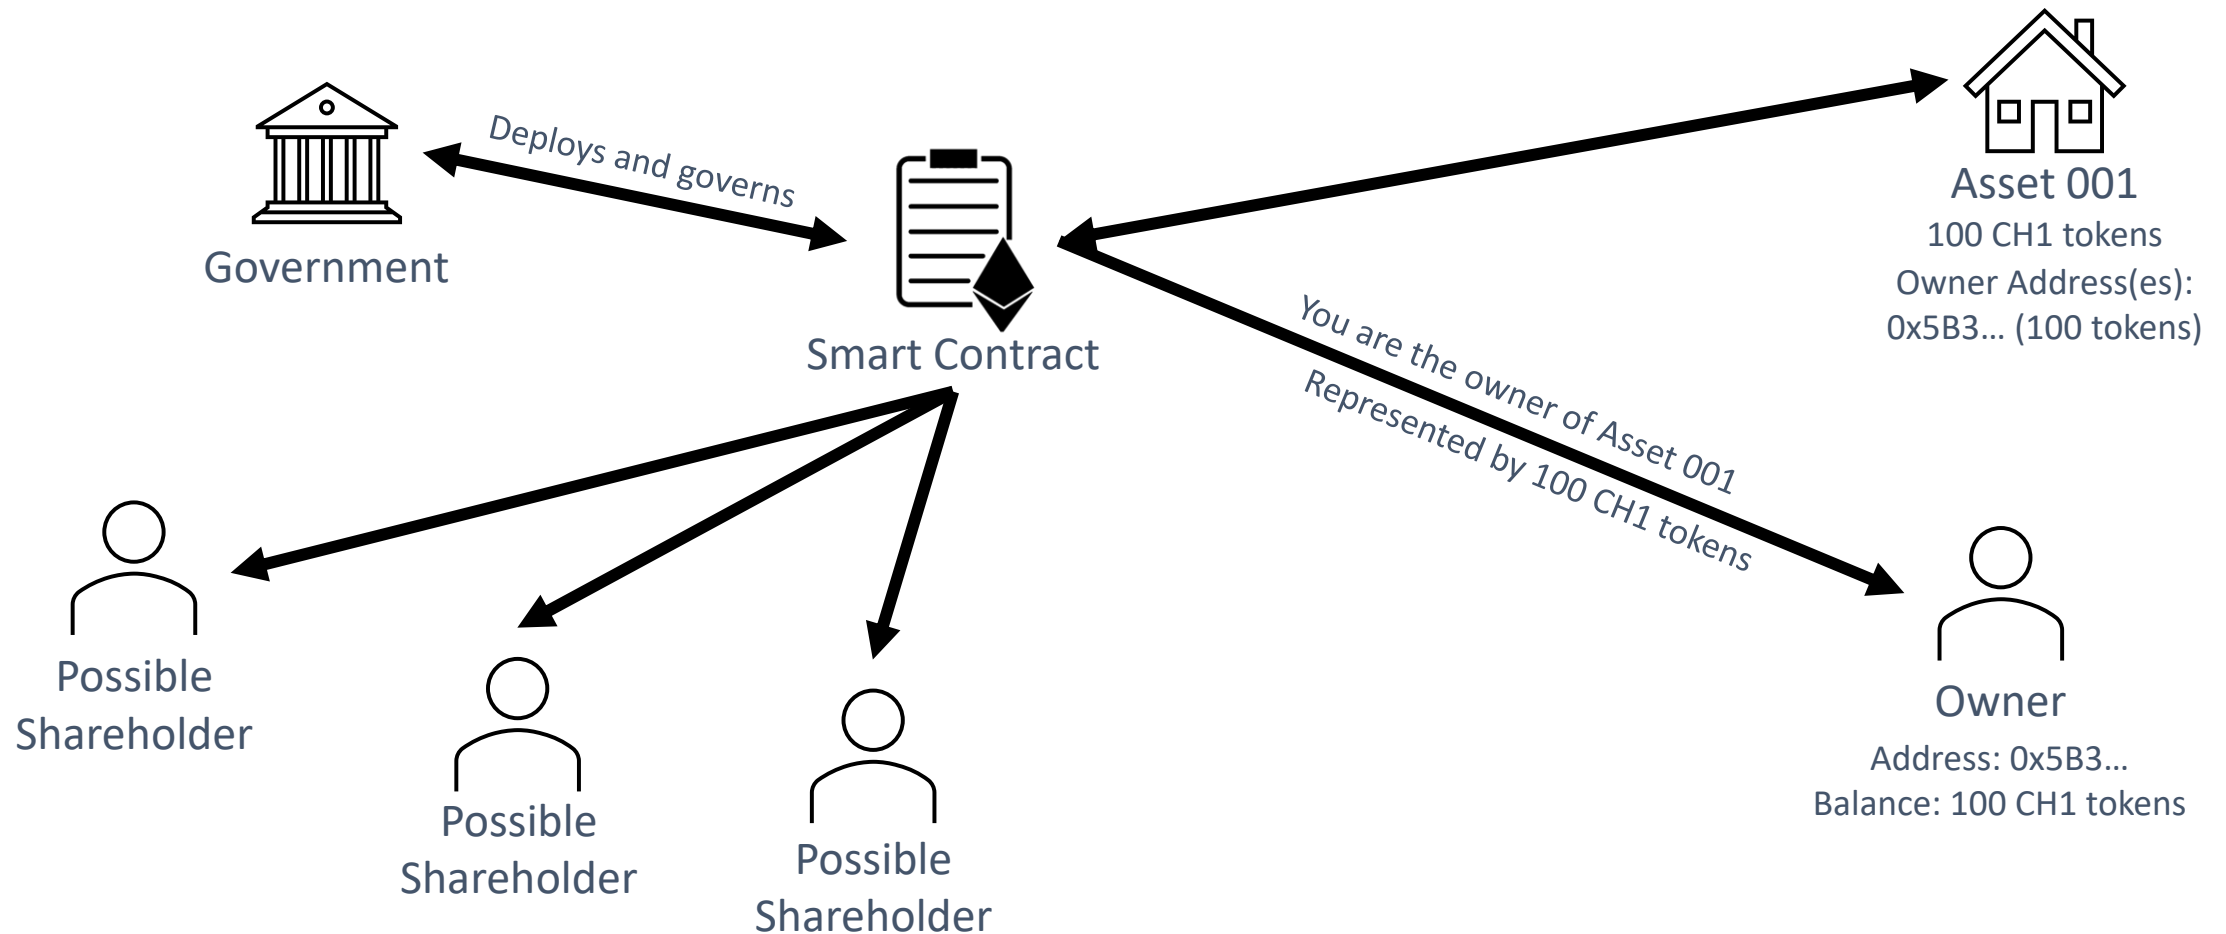 Deploys and governs
Government
Smart Contract
Asset 001
100 CH1 tokens
Owner Address(es):
0x5B3... (100 tokens)
You are the owner of Asset 001
Represented by 100 CH1 tokens
Possible
Shareholder
Possible
Shareholder
Possible
Shareholder
Owner
Address: 0x5B3...
Balance: 100 CH1 tokens